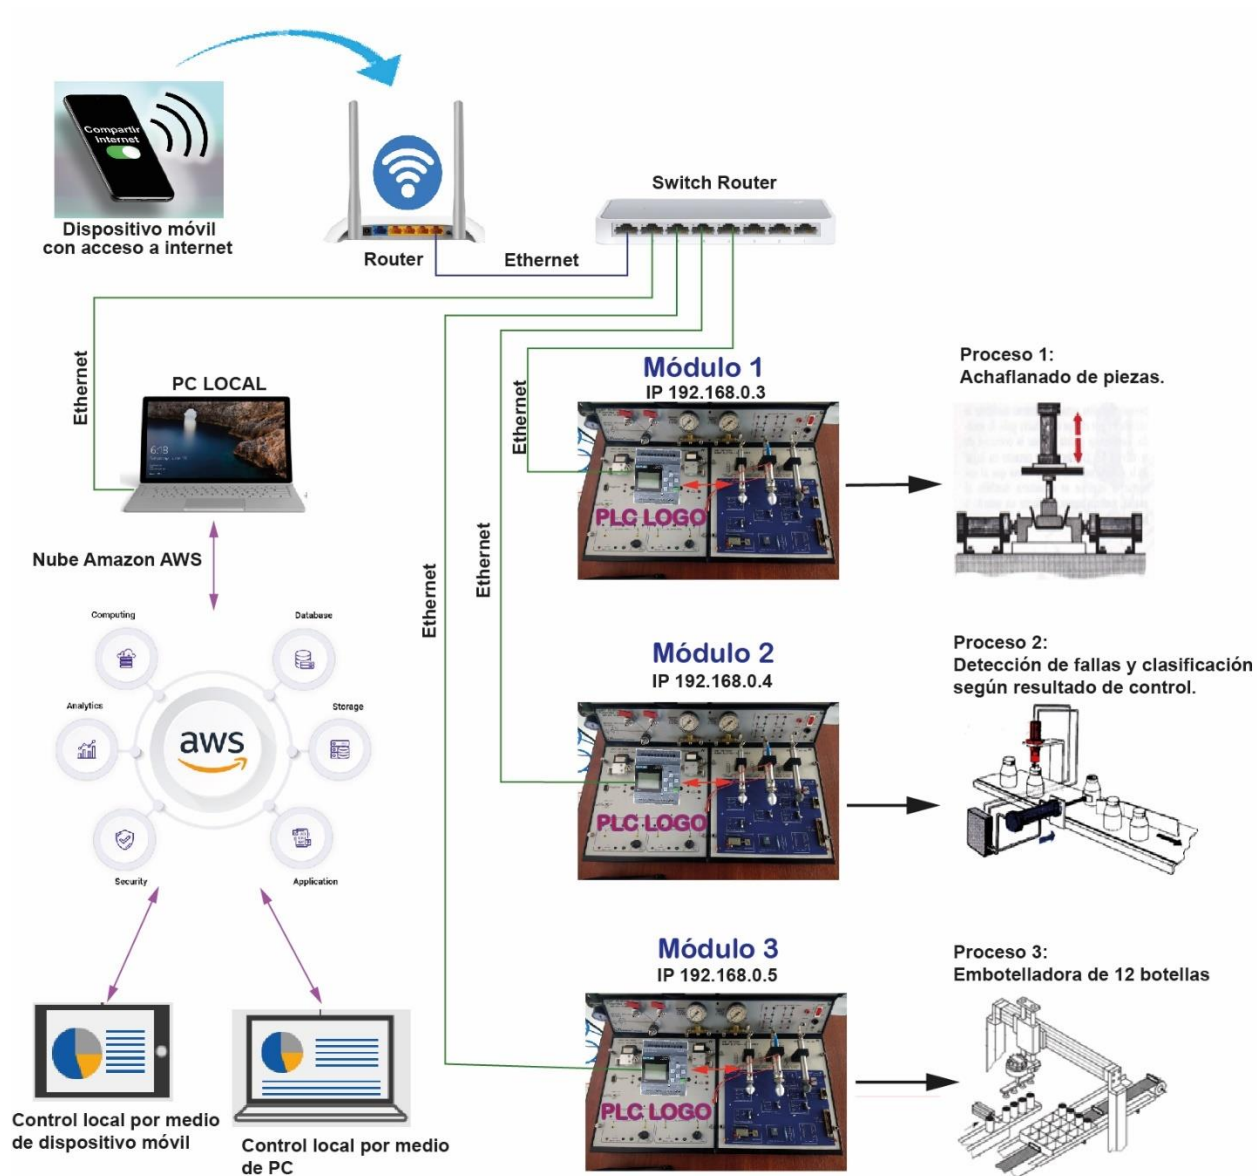 Compartir
Internet
Dispositivo móvil
con acceso a internet
Router
Ethernet
Switch Router
Ethernet
PC LOCAL
6:18
Nube Amazon AWS
Computing
Database
Analytics
Storage
aws
Security
Application
Control local por medio
de dispositivo móvil
Control local por medio
de PC
Ethernet
Ethernet
Ethernet
Módulo 1
IP 192.168.0.3
PLC LOGO
Proceso 1:
Achaflanado de piezas.
Módulo 2
IP 192.168.0.4
PLC LOGO
Proceso 2:
Detección de fallas y clasificación
según resultado de control.
Módulo 3
IP 192.168.0.5
PLC LOGO
Proceso 3:
Embotelladora de 12 botellas